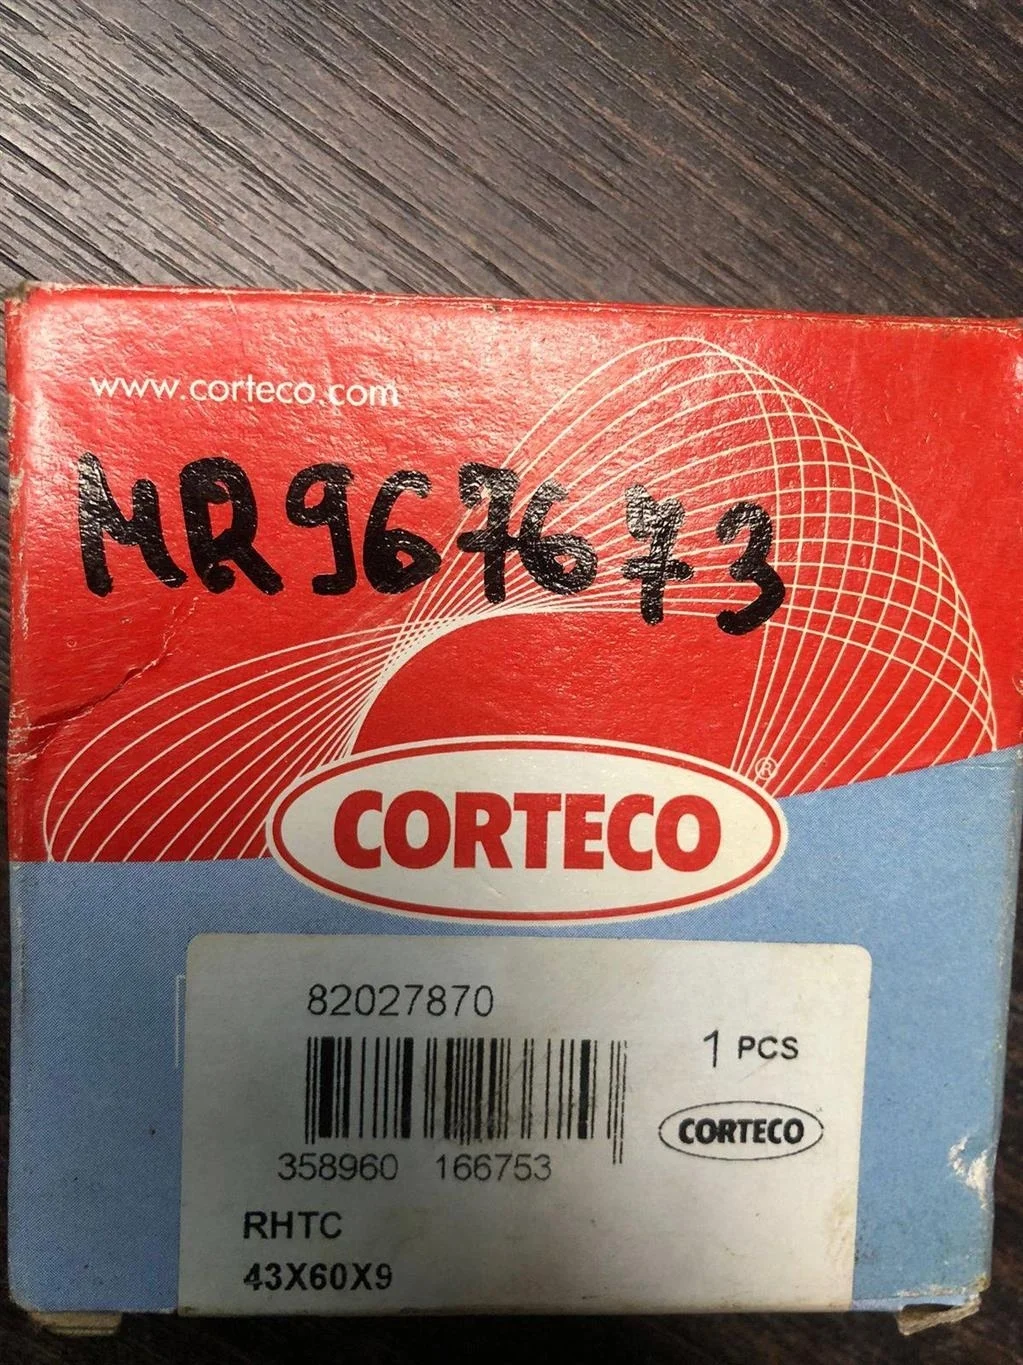 www.corteco.com
MR967673
CORTECO®
82027870
1 PCS
358960 166753
CORTECO
RHTC
43X60X9